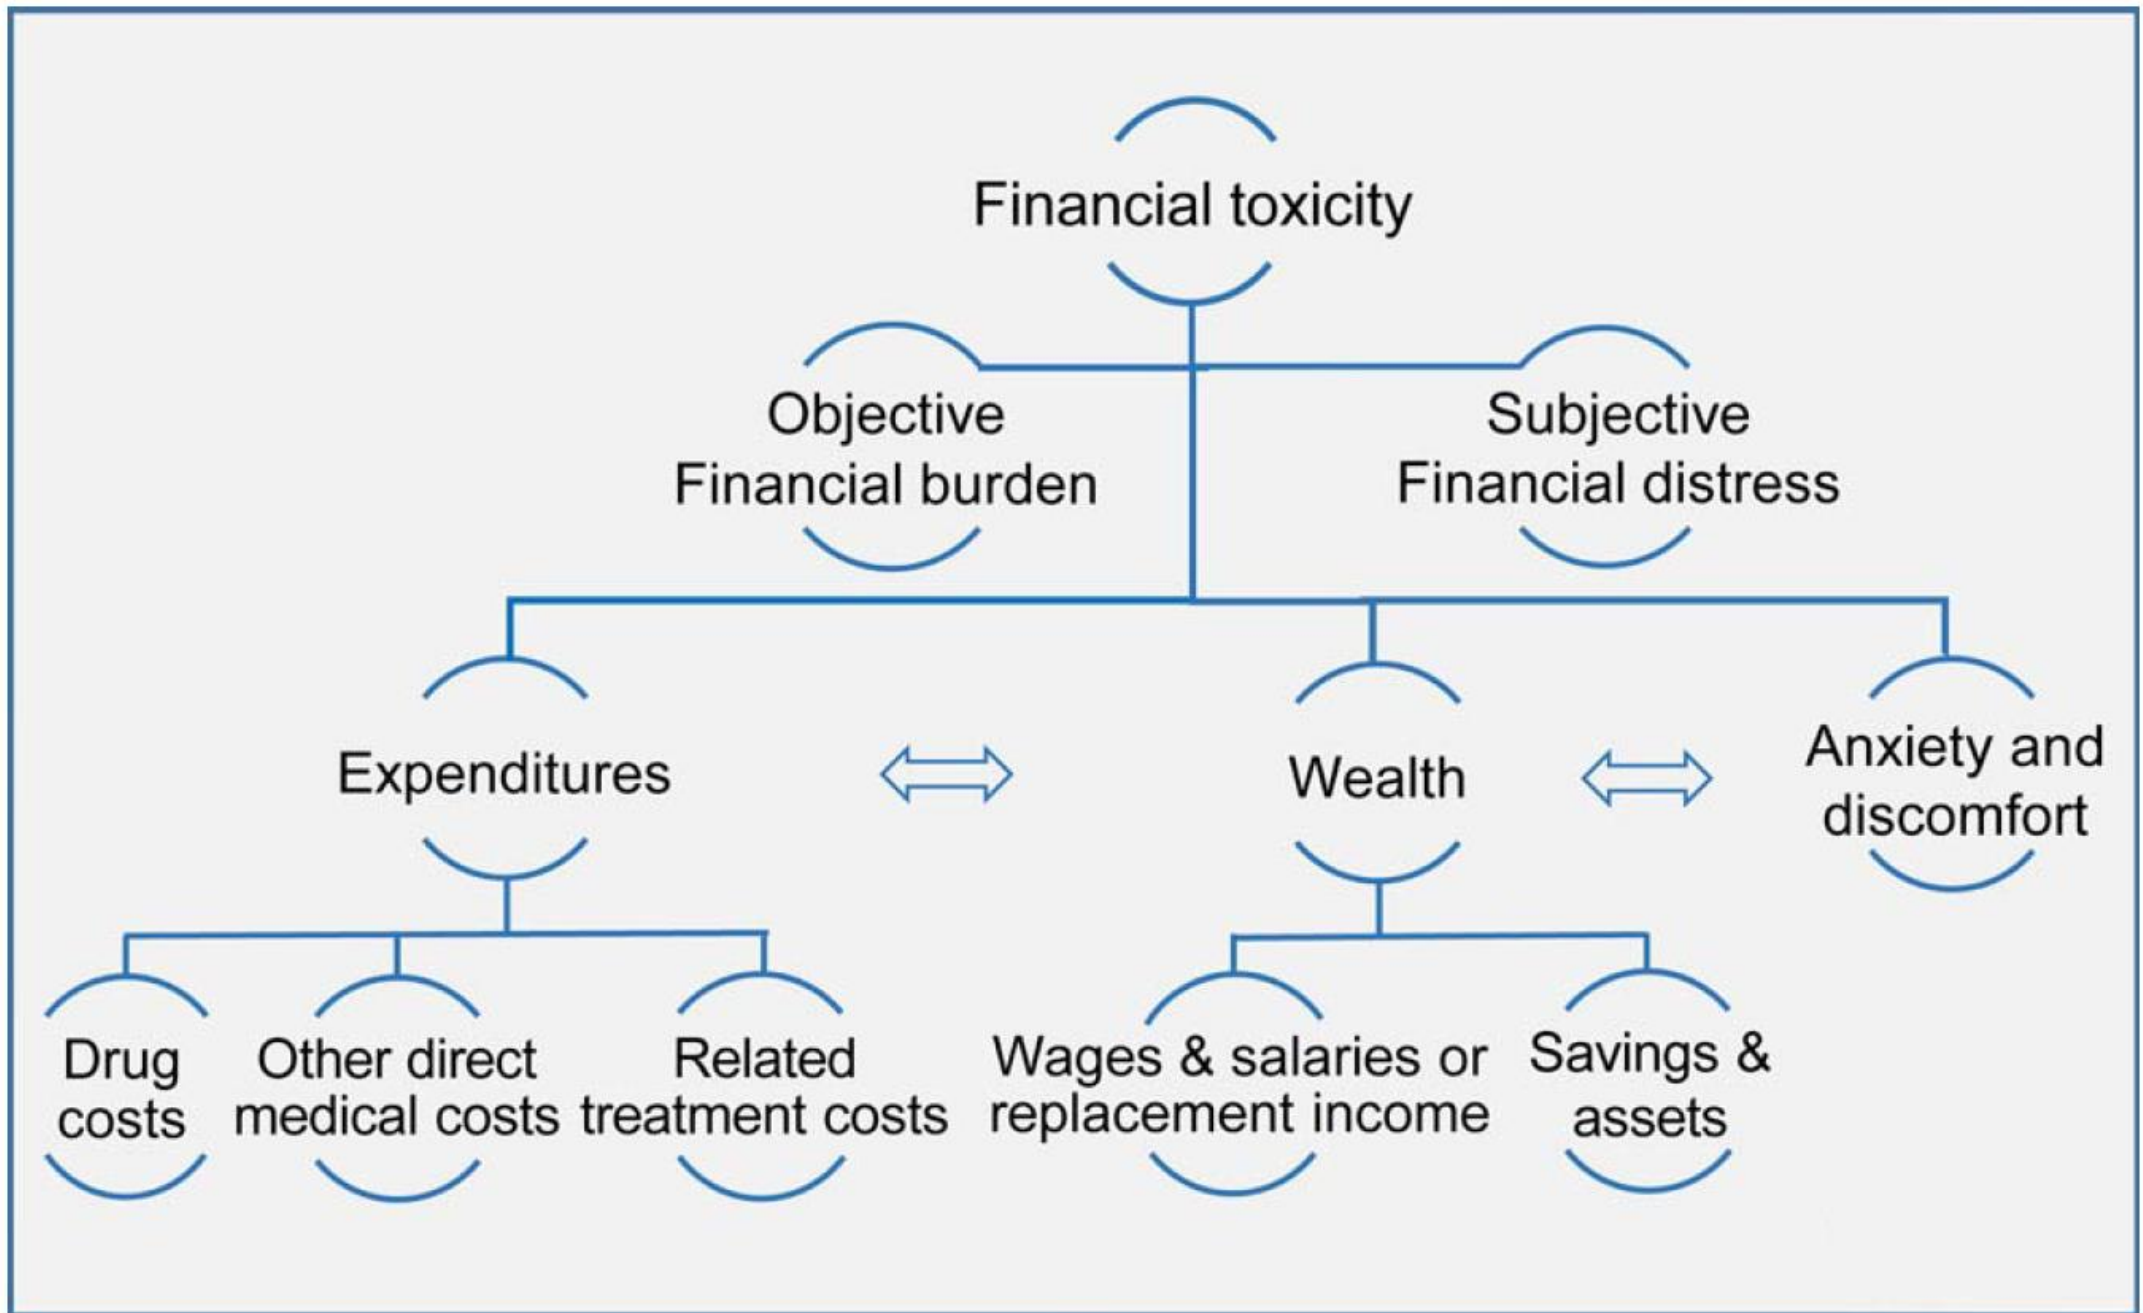 Financial toxicity
Objective
Financial burden
Subjective
Financial distress
Expenditures
Wealth
Anxiety and
discomfort
Drug
costs
Other direct
medical costs
Related
treatment costs
Wages & salaries or
replacement income
Savings &
assets